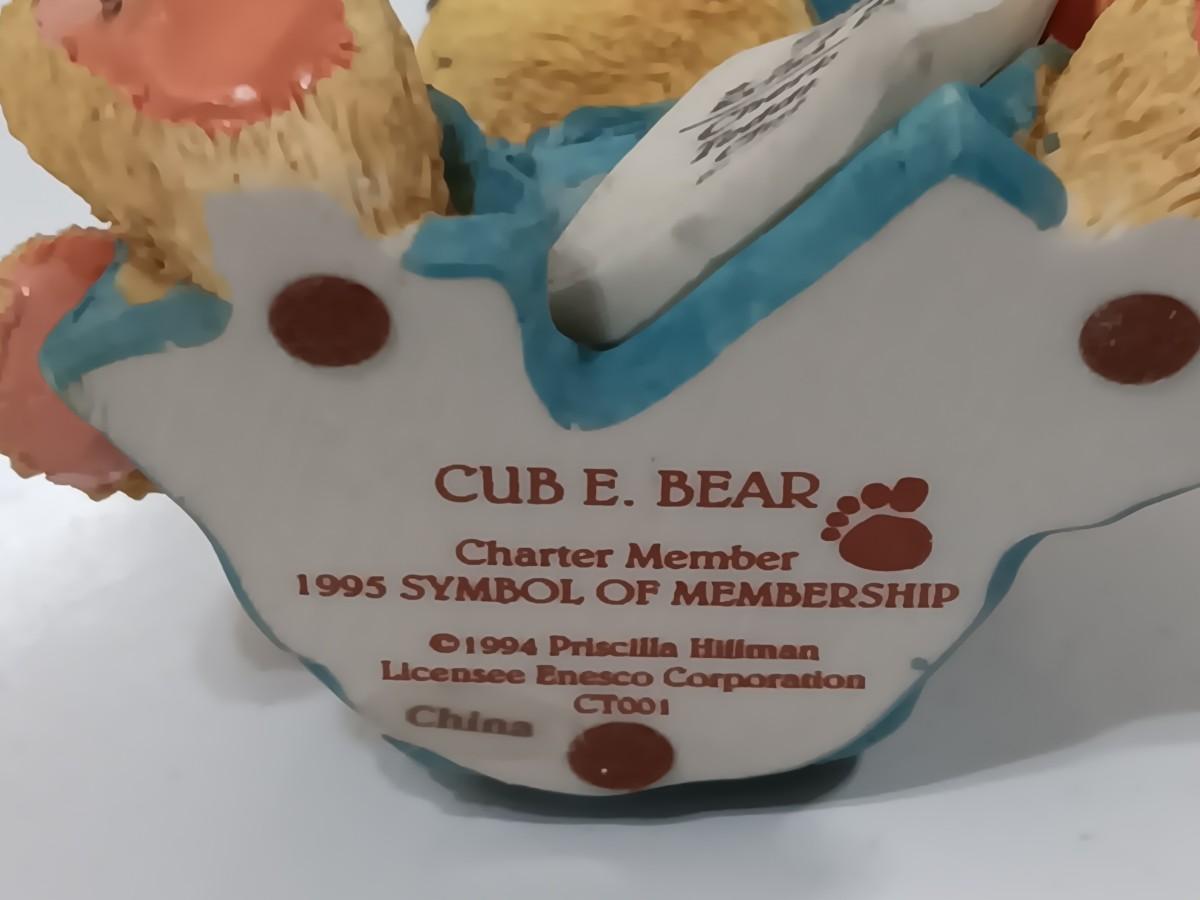 CUB E. BEAR
Charter Member
1995 SYMBOL OF MEMBERSHIP
©1994 Priscilla Hillman
Licensee Enesco Corporation
CT001
China